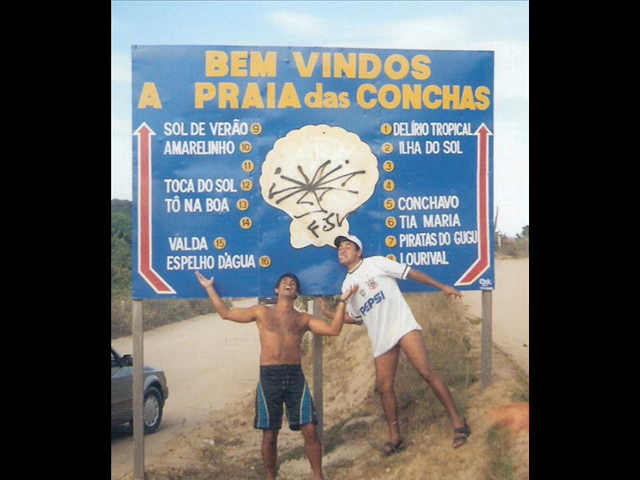 BEM VINDOS
A PRAIA das CONCHAS
SOL DE VERÃO 9
AMARELINHO 10
11
TOCA DO SOL 12
TÔ NA BOA 13
14
VALDA 15
ESPELHO D'AGUA 16
1 DELÍRIO TROPICAL
2 ILHA DO SOL
3
4
5 CONCHAVO
6 TIA MARIA
7 PIRATAS DO GUGU
8 LOURIVAL
PEPSI